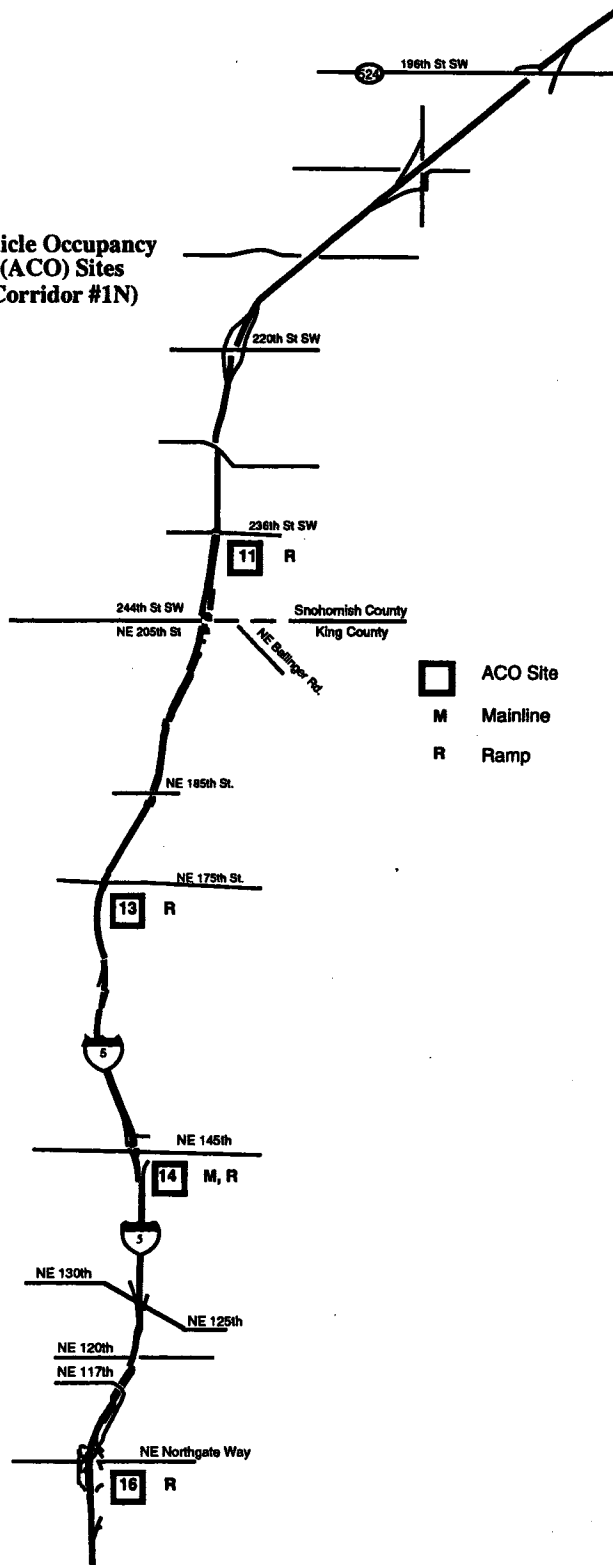 524
196th St SW
icle Occupancy
(ACO) Sites
Corridor #1N)
220th St SW
236th St SW
11 R
244th St SW
Snohomish County
NE 205th St
King County
NE Ballinger Rd.
ACO Site
M Mainline
R Ramp
NE 185th St.
NE 175th St.
13 R
5
NE 145th
14 M, R
5
NE 130th
NE 125th
NE 120th
NE 117th
NE Northgate Way
16 R